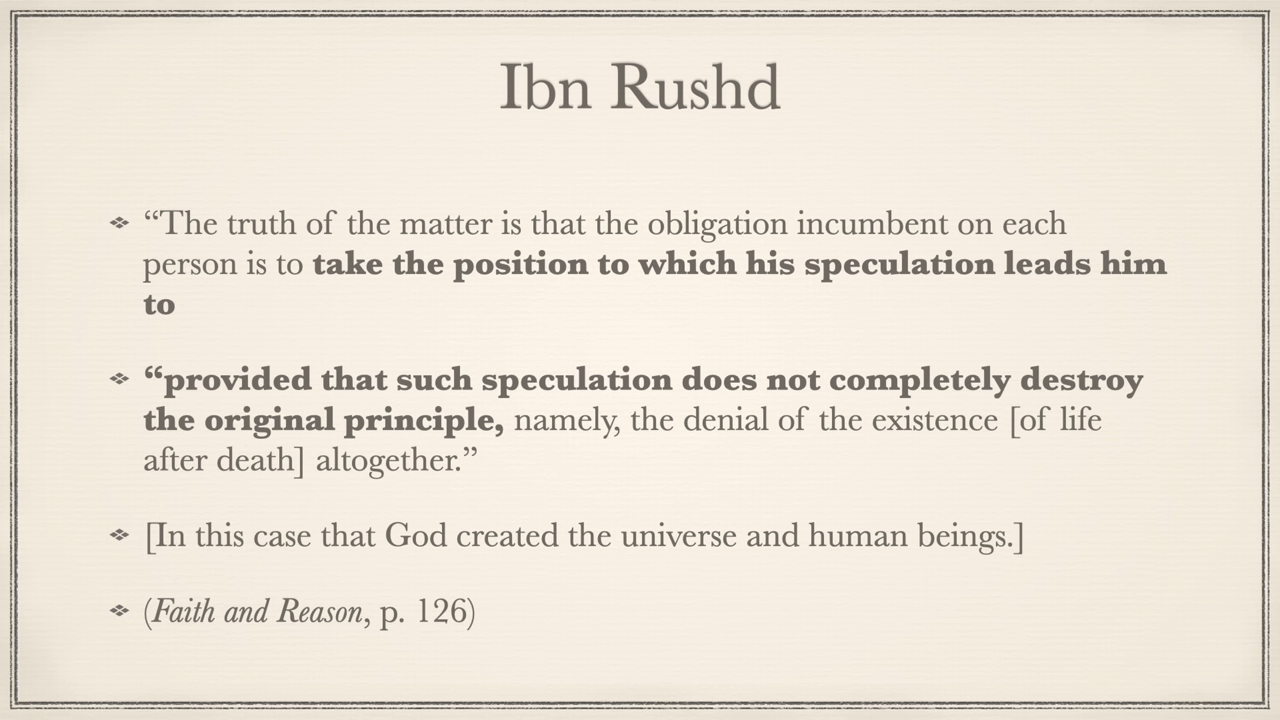 Ibn Rushd
“The truth of the matter is that the obligation incumbent on each
person is to take the position to which his speculation leads him
to
“provided that such speculation does not completely destroy
the original principle, namely, the denial of the existence [of life
after death] altogether.”
[In this case that God created the universe and human beings.]
(Faith and Reason, p. 126)